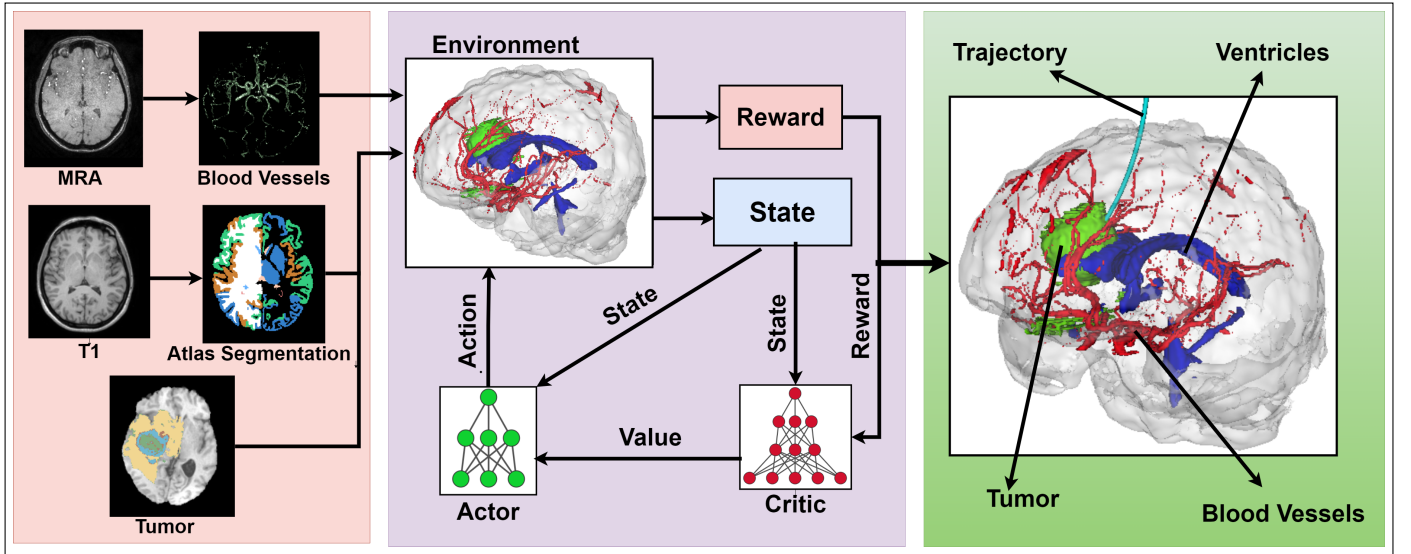 MRA
Blood Vessels
T1
Atlas Segmentation
Tumor
Environment
Reward
State
Action
State
State
Reward
Value
Actor
Critic
Trajectory
Ventricles
Tumor
Blood Vessels